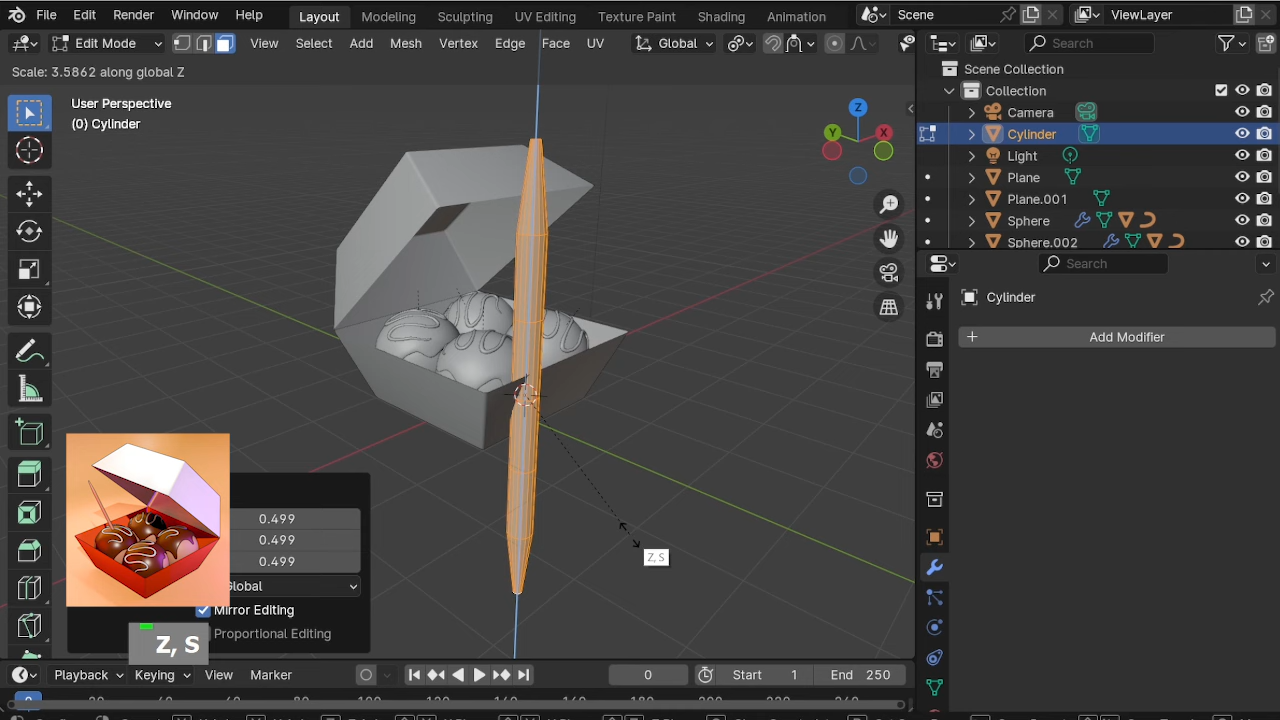 File Edit Render Window Help Layout Modeling Sculpting UV Editing Texture Paint Shading Animation Scene ViewLayer
Edit Mode View Select Add Mesh Vertex Edge Face UV Global Search
Scale: 3.5862 along global Z
Scene Collection
User Perspective
(0) Cylinder
Collection
Camera
Cylinder
Light
Plane
Plane.001
Sphere
Sphere.002
Z
Y
X
Search
Cylinder
Add Modifier
0.499
0.499
0.499
Global
Mirror Editing
Proportional Editing
Z, S
Z, S
Playback Keying View Marker 0 Start 1 End 250